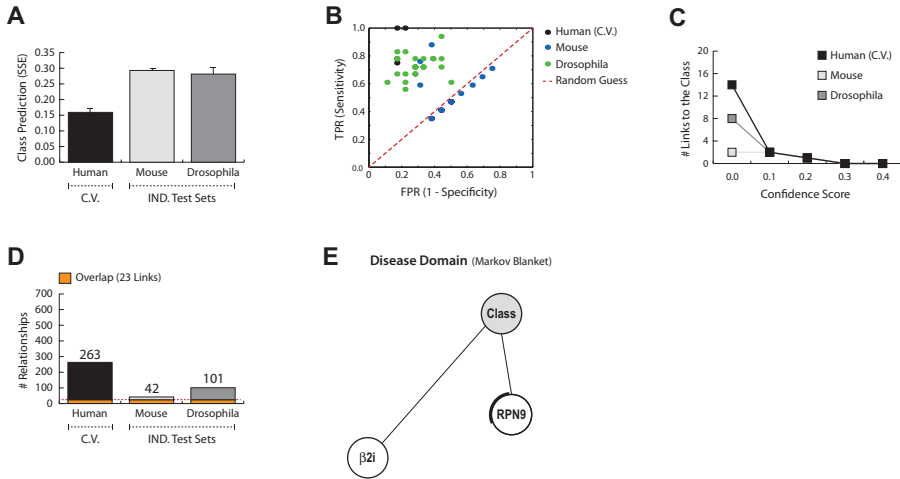 A
Class Prediction (SSE)
0.35
0.30
0.25
0.20
0.15
0.10
0.05
0.00
Human
Mouse
Drosophila
C.V.
IND. Test Sets
B
TPR (Sensitivity)
1.0
0.8
0.6
0.4
0.2
0.0
0
0.2
0.4
0.6
0.8
1
FPR (1 - Specificity)
Human (C.V.)
Mouse
Drosophila
Random Guess
C
# Links to the Class
20
16
12
8
4
0
0.0
0.1
0.2
0.3
0.4
Confidence Score
Human (C.V.)
Mouse
Drosophila
D
Overlap (23 Links)
# Relationships
700
600
500
400
300
200
100
0
263
42
101
Human
Mouse
Drosophila
C.V.
IND. Test Sets
E
Disease Domain (Markov Blanket)
Class
RPN9
β2i